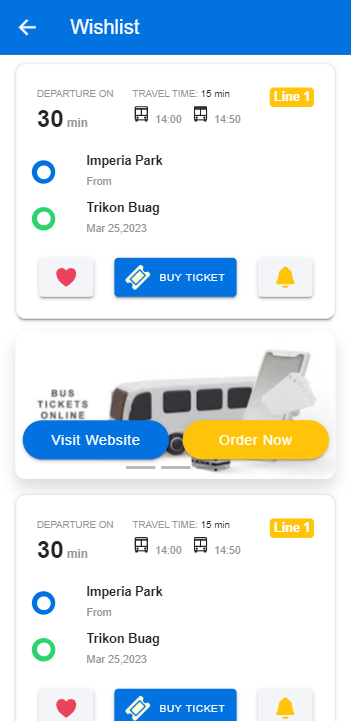 Wishlist
DEPARTURE ON TRAVEL TIME: 15 min Line 1
30 min 14:00 14:50
Imperia Park
From
Trikon Buag
Mar 25,2023
BUY TICKET
BUS
TICKETS
ONLINE
Visit Website Order Now
DEPARTURE ON TRAVEL TIME: 15 min Line 1
30 min 14:00 14:50
Imperia Park
From
Trikon Buag
Mar 25,2023
BUY TICKET